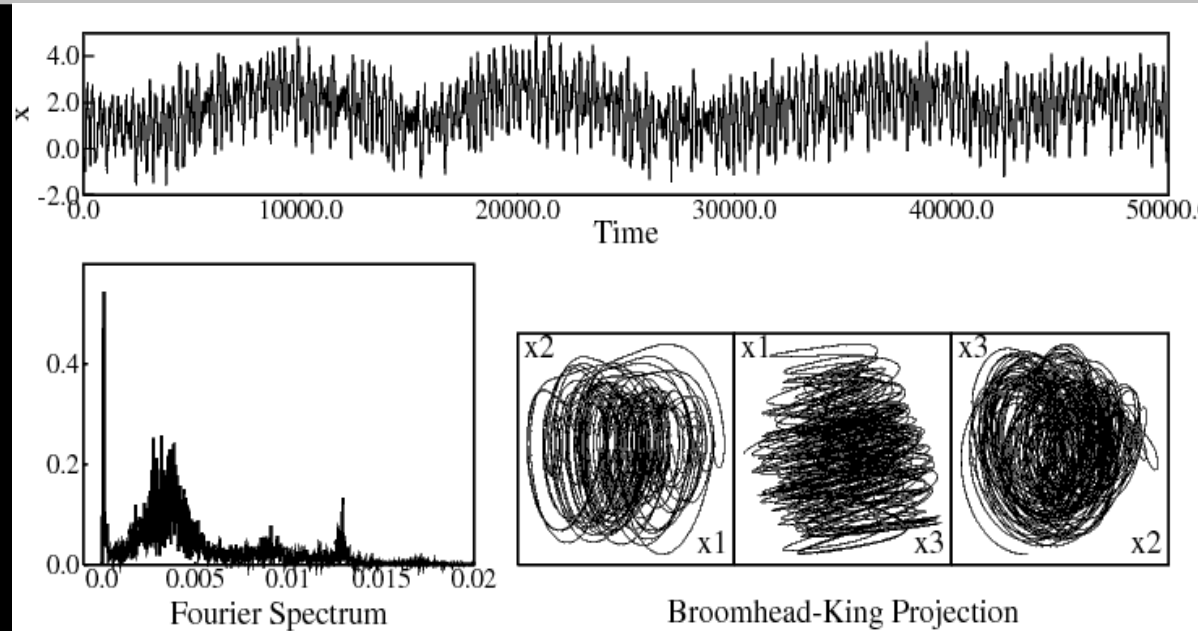 4.0
2.0
x
0.0
-2.0
0.0 10000.0 20000.0 30000.0 40000.0 50000.0
Time
0.4
0.2
0.0
0.0 0.005 0.01 0.015 0.02
Fourier Spectrum
x2 x1 x3
x1 x3 x2
Broomhead-King Projection